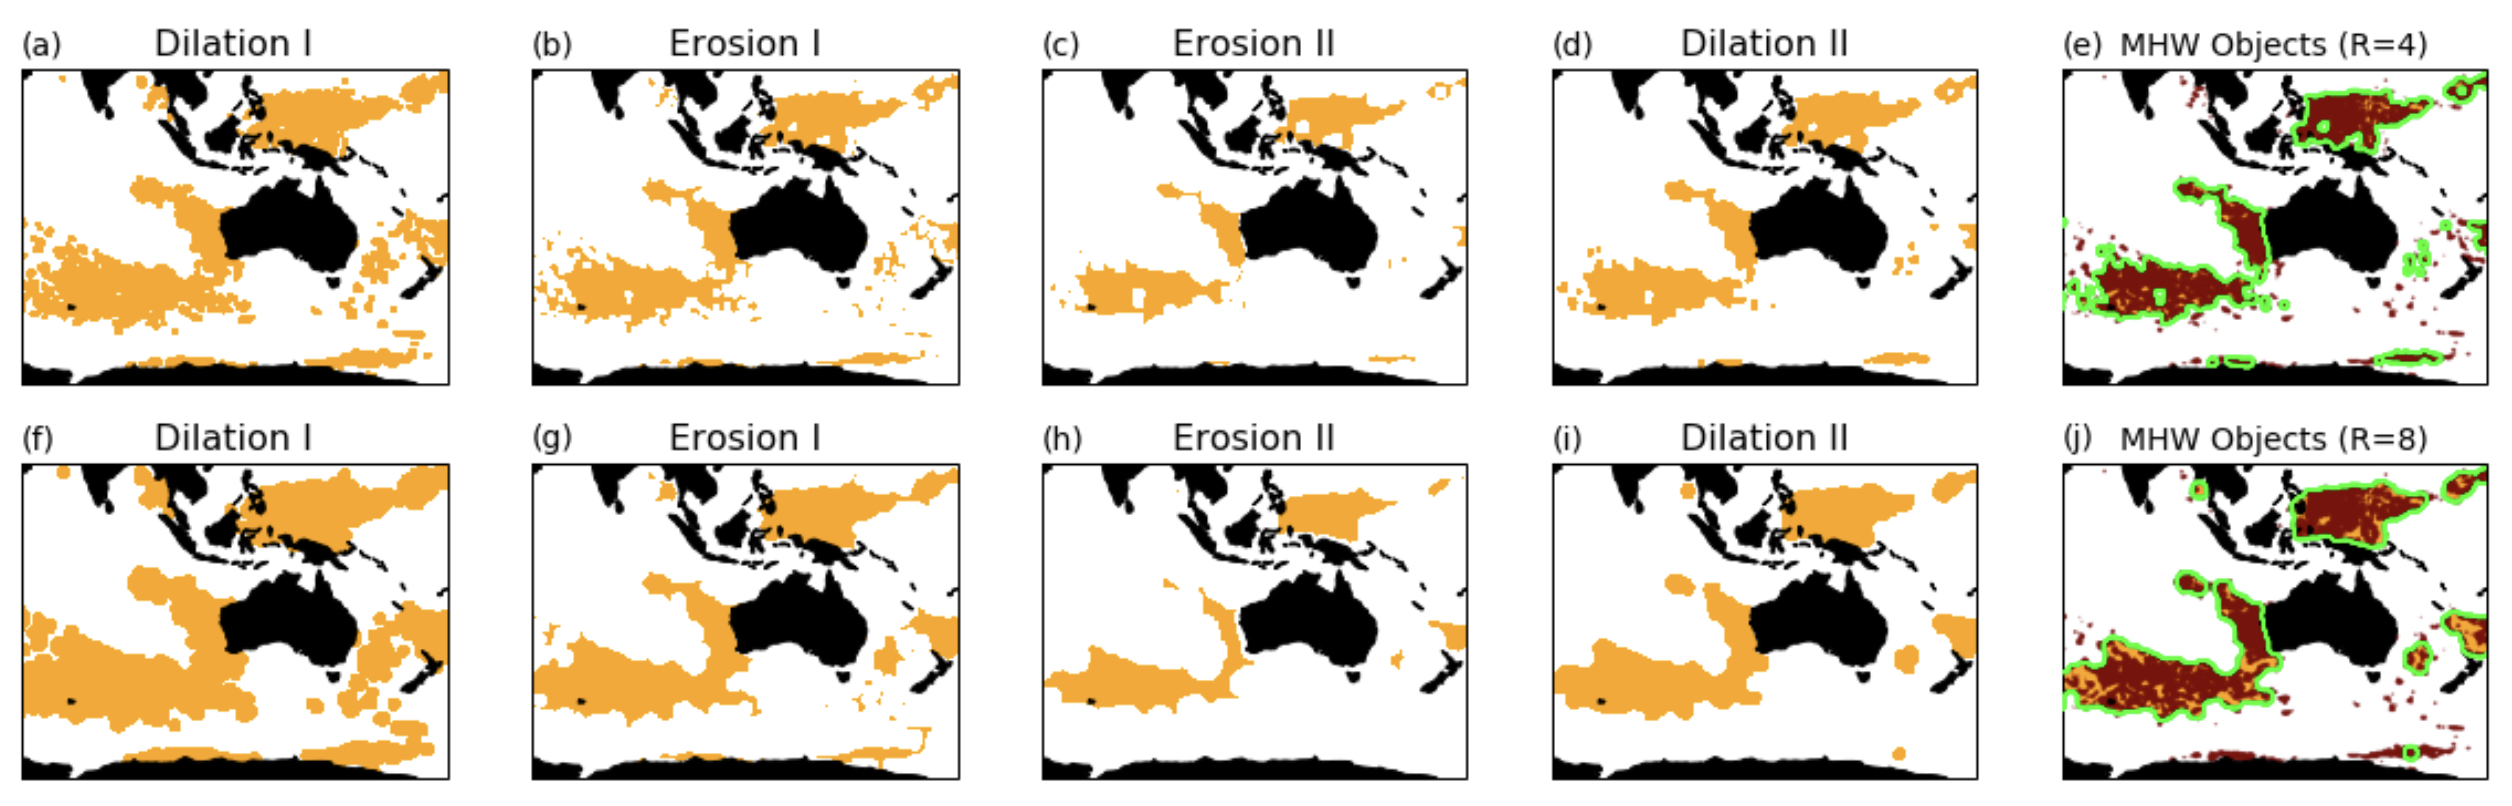 (a) Dilation I
(b) Erosion I
(c) Erosion II
(d) Dilation II
(e) MHW Objects (R=4)
(f) Dilation I
(g) Erosion I
(h) Erosion II
(i) Dilation II
(j) MHW Objects (R=8)